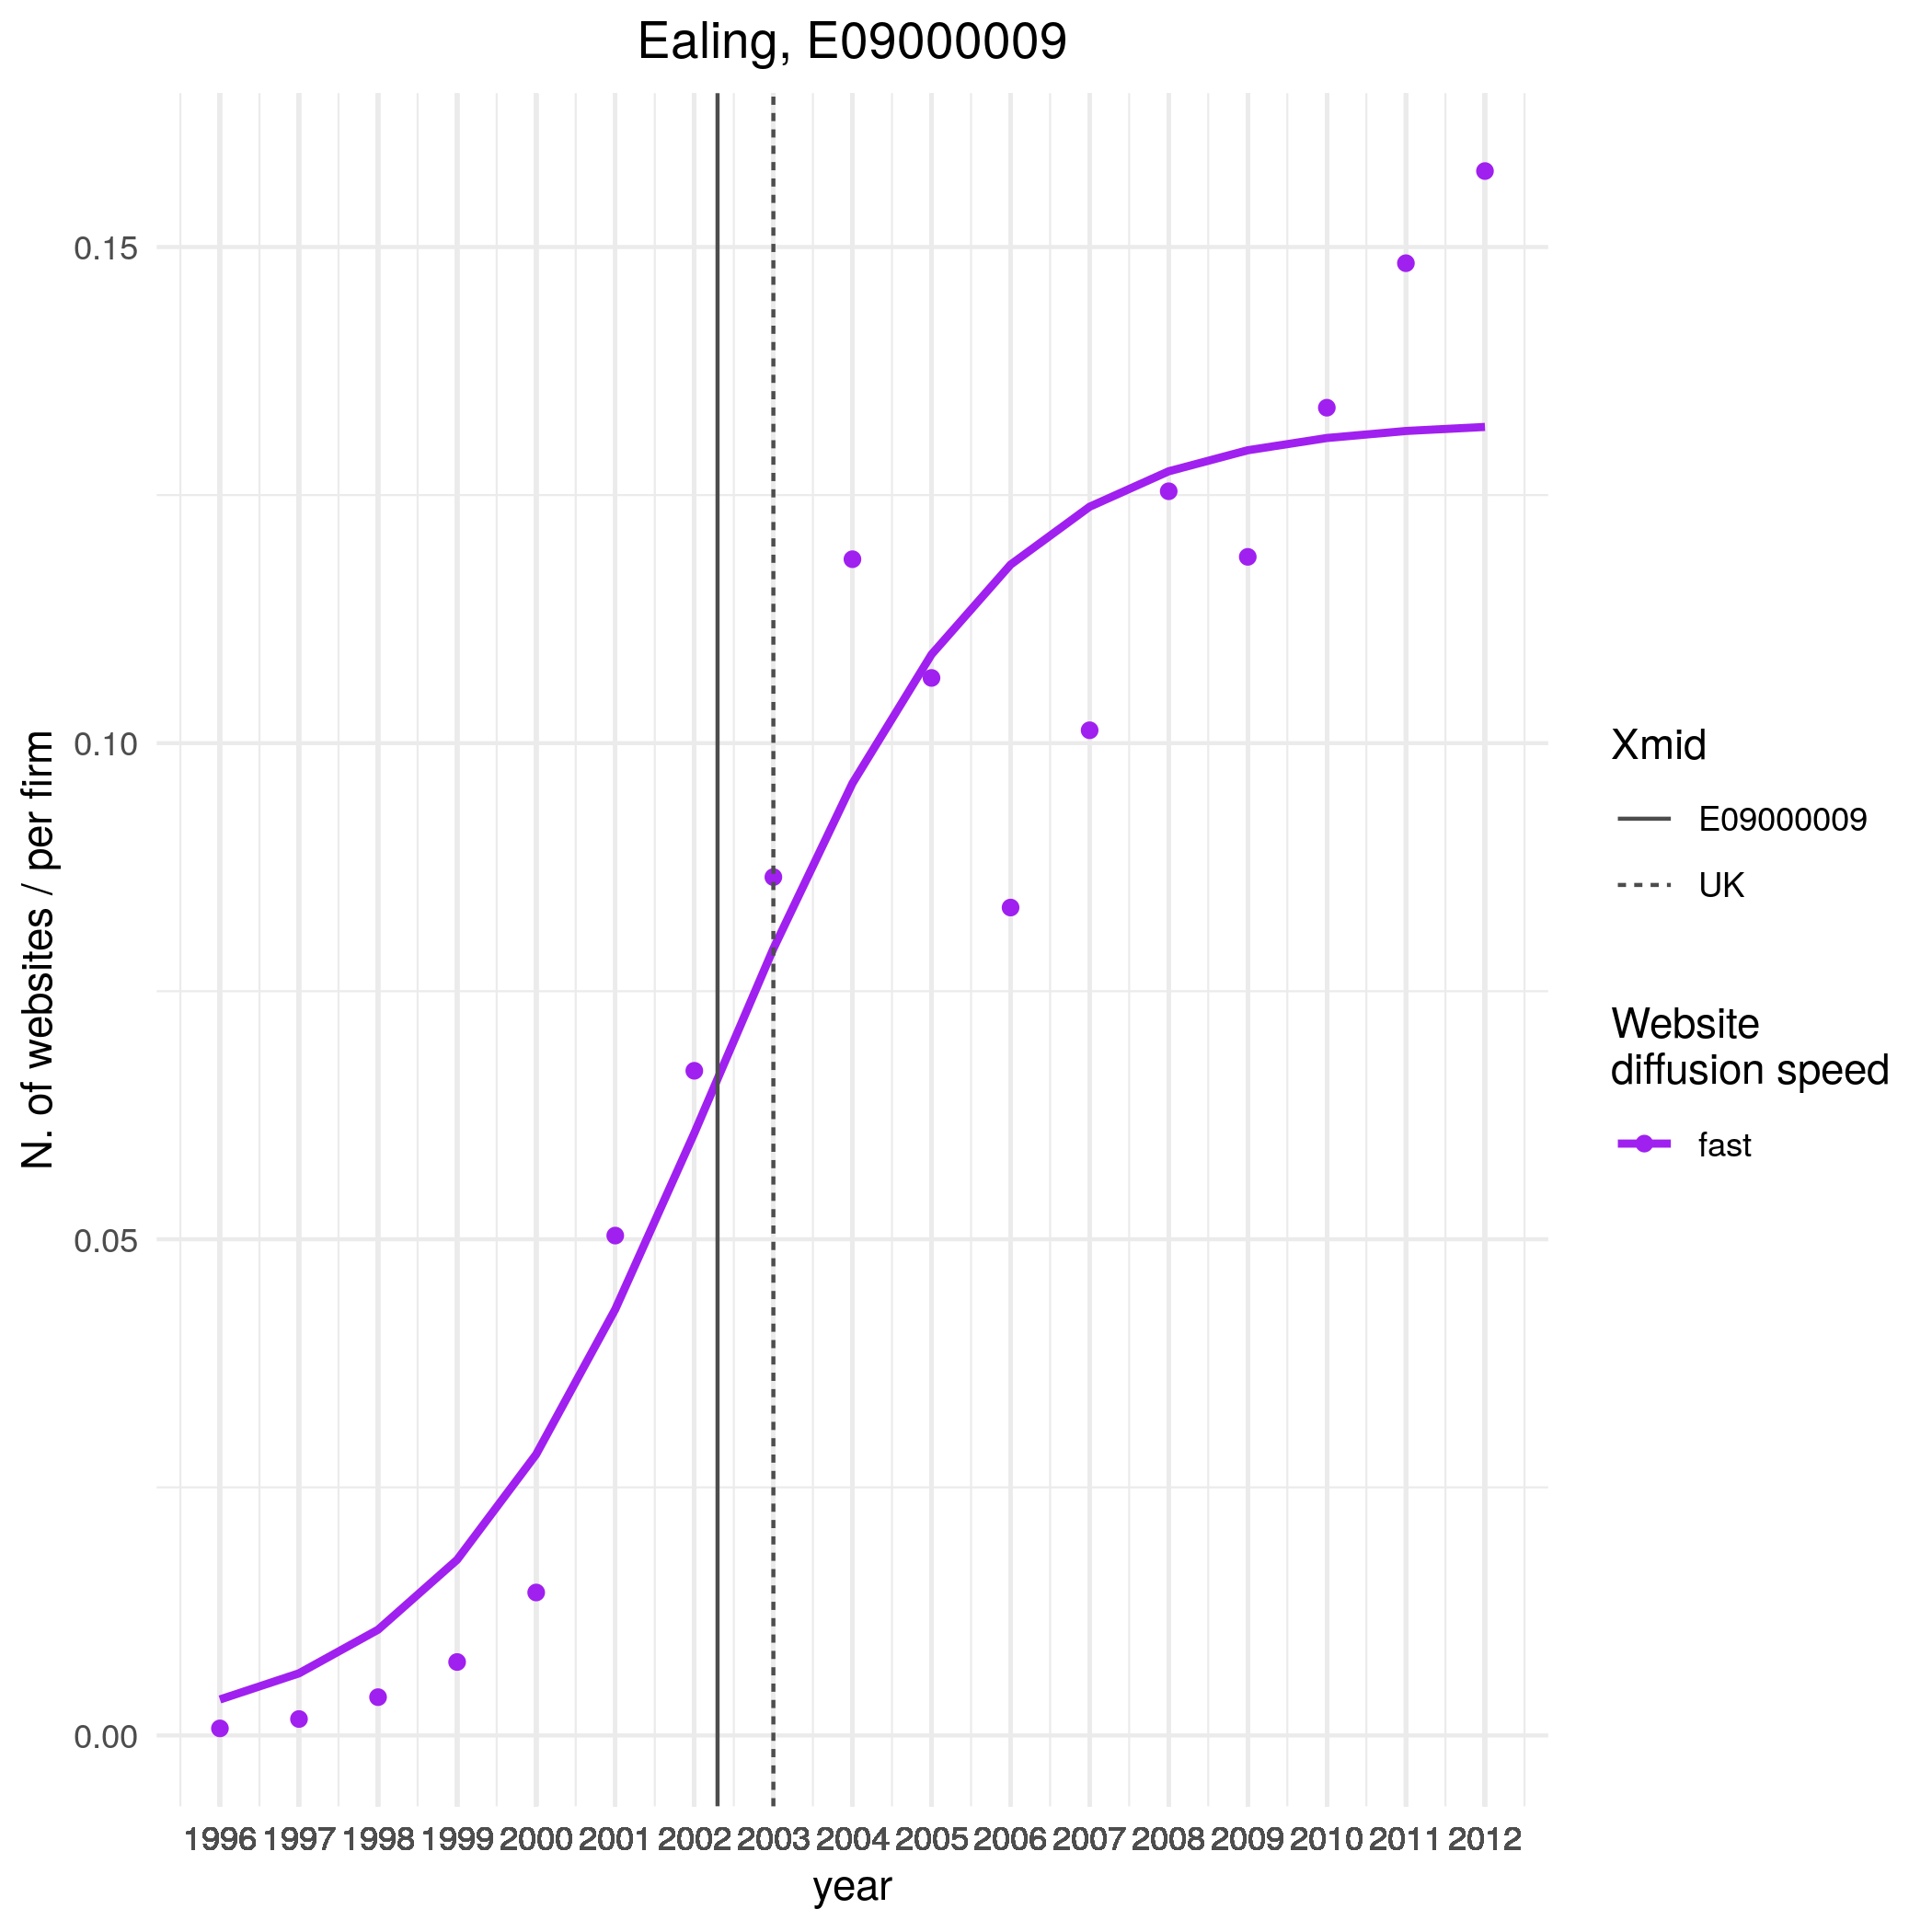 Ealing, E09000009
0.15
0.10
0.05
0.00
N. of websites / per firm
1996 1997 1998 1999 2000 2001 2002 2003 2004 2005 2006 2007 2008 2009 2010 2011 2012
year
Xmid
E09000009
UK
Website
diffusion speed
fast